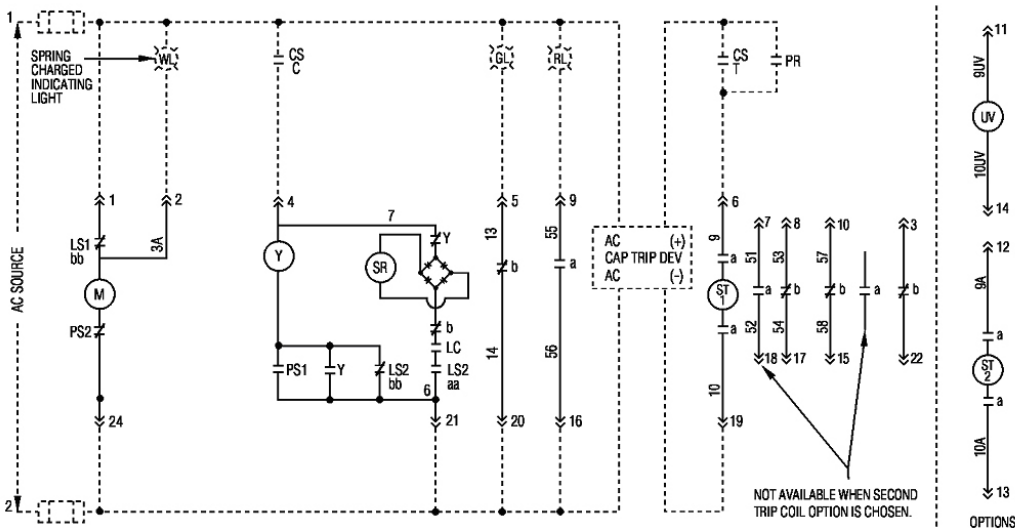 1
SPRING
CHARGED
INDICATING
LIGHT
WL
CS
C
GL
RL
CS
T
PR
11
9UV
UV
10UV
14
1
2
4
5
9
6
7
8
10
3
12
LS1
bb
3A
7
Y
Y
SR
13
b
55
a
AC (+)
CAP TRIP DEV
AC (-)
9
a
ST
1
a
51
a
52
53
b
54
57
b
58
a
b
9A
a
ST
2
a
10A
AC SOURCE
M
PS2
b
LC
PS1
Y
LS2
bb
LS2
aa
6
14
56
10
18
17
15
22
24
21
20
16
19
13
2
NOT AVAILABLE WHEN SECOND
TRIP COIL OPTION IS CHOSEN.
OPTIONS